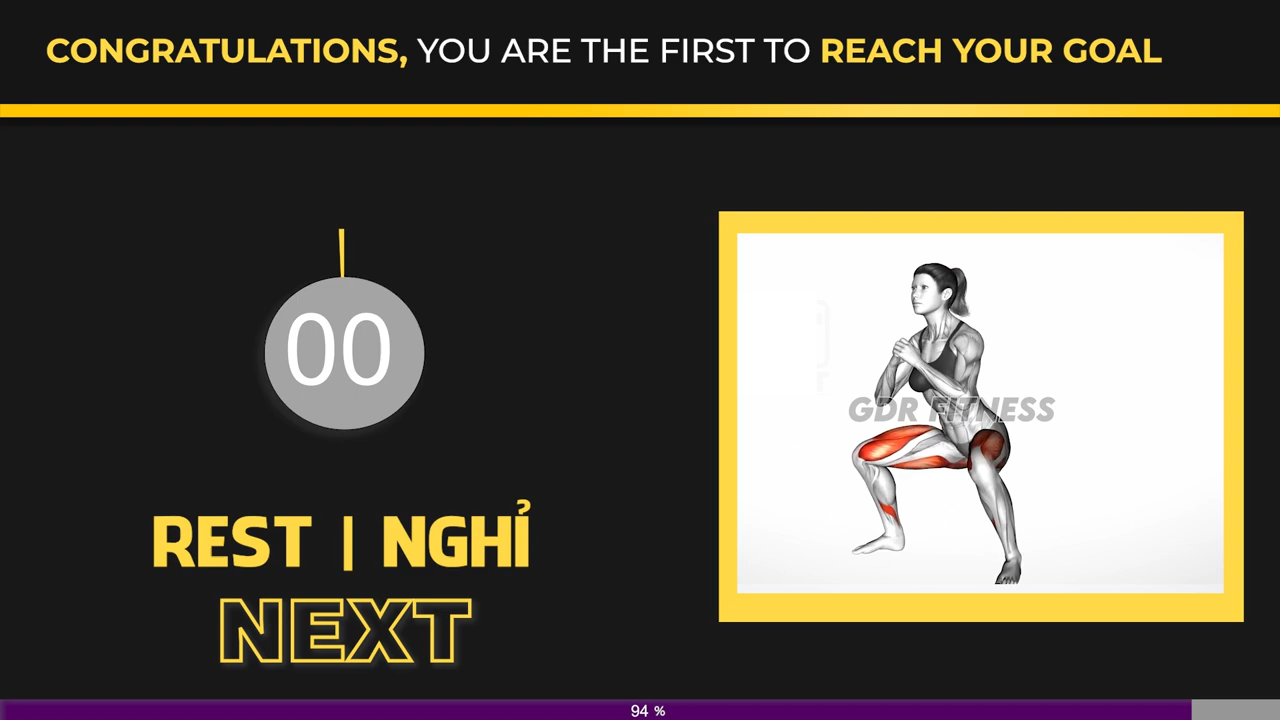 CONGRATULATIONS, YOU ARE THE FIRST TO REACH YOUR GOAL
00
GDR FITNESS
REST | NGHỈ
NEXT
94 %